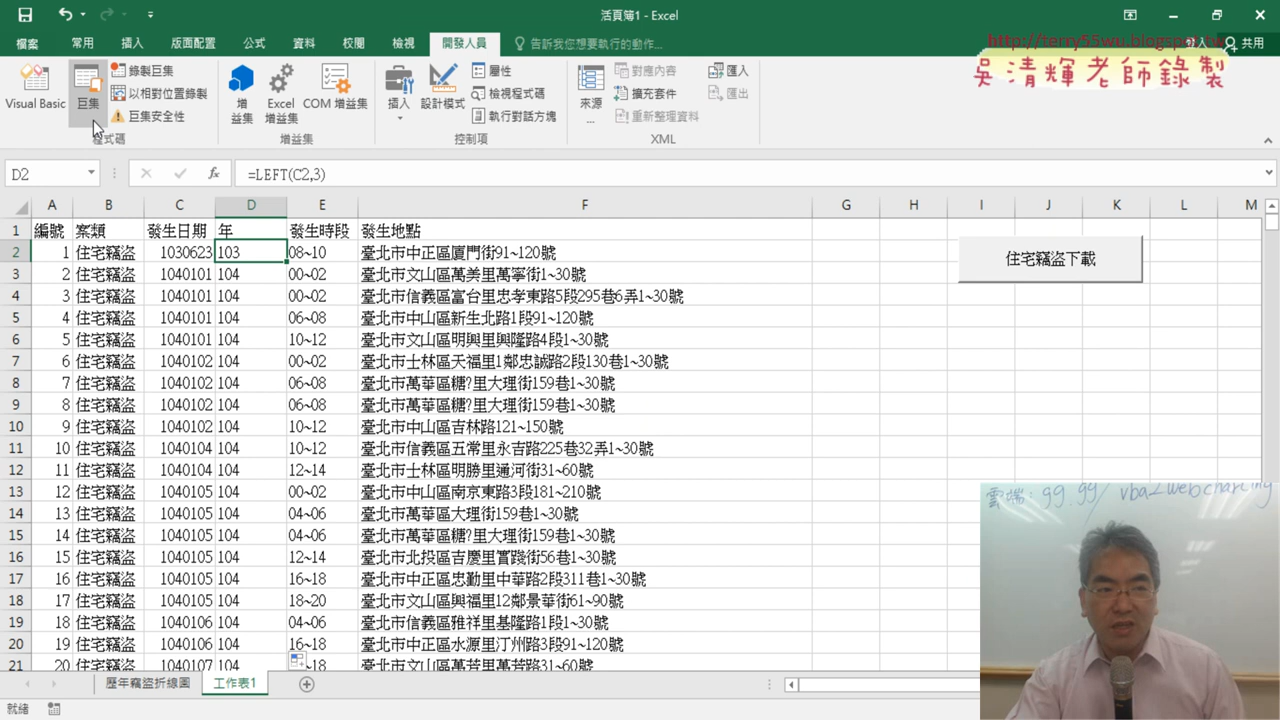 活頁簿1 - Excel
檔案 常用 插入 版面配置 公式 資料 校閱 檢視 開發人員 告訴我您想要執行的動作... 登入 共用
http://terry55wu.blogspot.tw
吳清輝老師錄製
Visual Basic 巨集 錄製巨集 以相對位置錄製 巨集安全性 程式碼
增益集 Excel 增益集 COM 增益集 增益集
插入 設計模式 屬性 檢視程式碼 執行對話方塊 控制項
來源... 對應內容 擴充套件 重新整理資料 匯入 匯出 XML
D2 fx =LEFT(C2,3)
A B C D E F G H I J K L M
1 編號 案類 發生日期 年 發生時段 發生地點
2 1 住宅竊盜 1030623 103 08~10 臺北市中正區廈門街91~120號
住宅竊盜下載
3 2 住宅竊盜 1040101 104 00~02 臺北市文山區萬美里萬寧街1~30號
4 3 住宅竊盜 1040101 104 00~02 臺北市信義區富台里忠孝東路5段295巷6弄1~30號
5 4 住宅竊盜 1040101 104 06~08 臺北市中山區新生北路1段91~120號
6 5 住宅竊盜 1040101 104 10~12 臺北市文山區明興里興隆路4段1~30號
7 6 住宅竊盜 1040102 104 00~02 臺北市士林區天福里1鄰忠誠路2段130巷1~30號
8 7 住宅竊盜 1040102 104 06~08 臺北市萬華區糖?里大理街159巷1~30號
9 8 住宅竊盜 1040102 104 06~08 臺北市萬華區糖?里大理街159巷1~30號
10 9 住宅竊盜 1040102 104 10~12 臺北市中山區吉林路121~150號
11 10 住宅竊盜 1040104 104 10~12 臺北市信義區五常里永吉路225巷32弄1~30號
12 11 住宅竊盜 1040104 104 12~14 臺北市士林區明勝里通河街31~60號
13 12 住宅竊盜 1040105 104 00~02 臺北市中山區南京東路3段181~210號
14 13 住宅竊盜 1040105 104 04~06 臺北市萬華區大理街159巷1~30號
15 14 住宅竊盜 1040105 104 04~06 臺北市萬華區糖?里大理街159巷1~30號
16 15 住宅竊盜 1040105 104 12~14 臺北市北投區吉慶里實踐街56巷1~30號
17 16 住宅竊盜 1040105 104 16~18 臺北市中正區忠勤里中華路2段311巷1~30號
18 17 住宅竊盜 1040105 104 18~20 臺北市文山區興福里12鄰景華街61~90號
19 18 住宅竊盜 1040106 104 04~06 臺北市信義區雅祥里基隆路1段1~30號
20 19 住宅竊盜 1040106 104 16~18 臺北市中正區水源里汀州路3段91~120號
21 20 住宅竊盜 1040107 104 ~18 臺北市文山區萬芳里萬芳路31~60號
雲端: gg.gg/vba2webcharing
歷年竊盜折線圖 工作表1
就緒